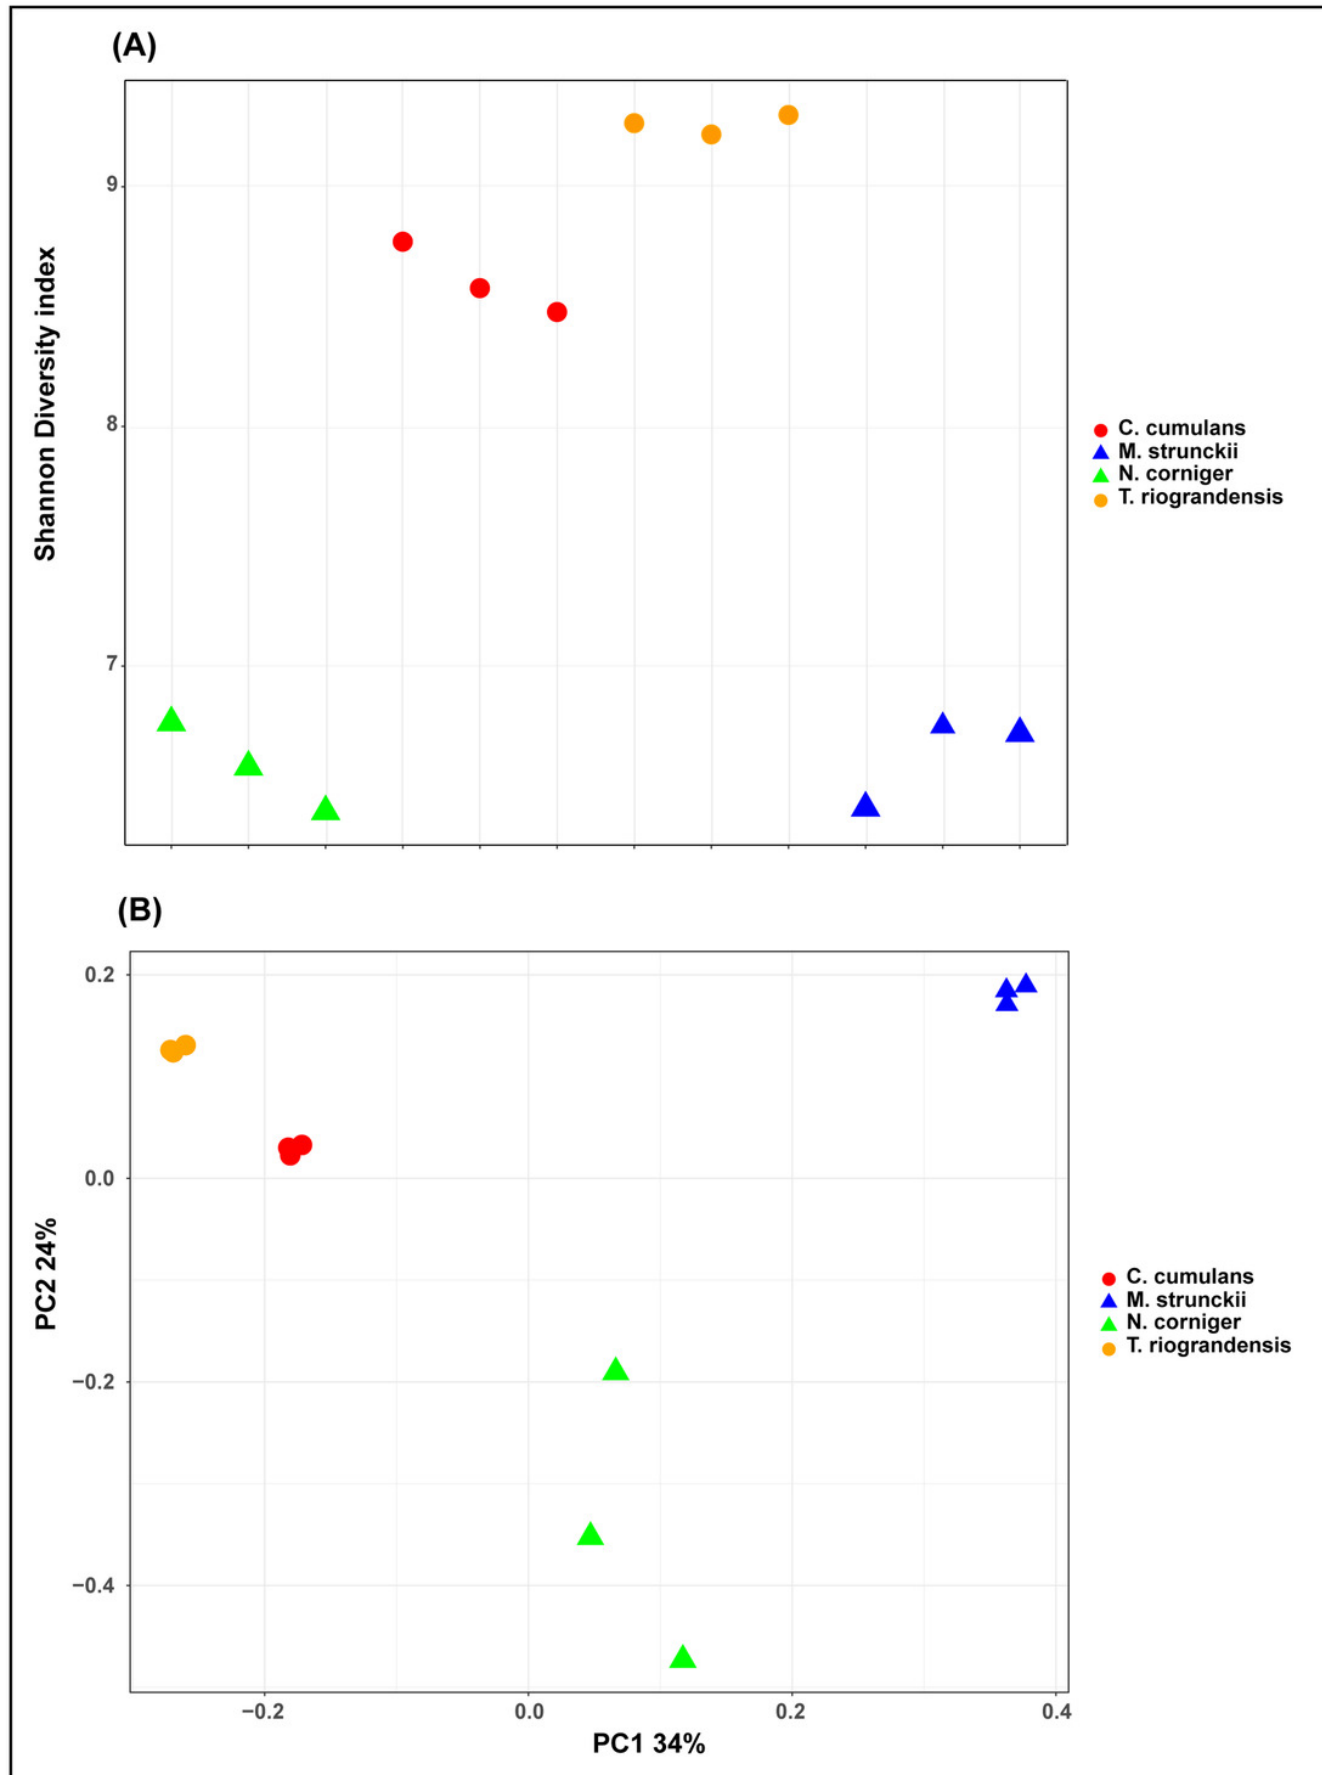 (A)
9
8
7
Shannon Diversity index
C. cumulans
M. strunckii
N. corniger
T. riograndensis
(B)
0.2
0.0
−0.2
−0.4
PC2 24%
C. cumulans
M. strunckii
N. corniger
T. riograndensis
−0.2 0.0 0.2 0.4
PC1 34%